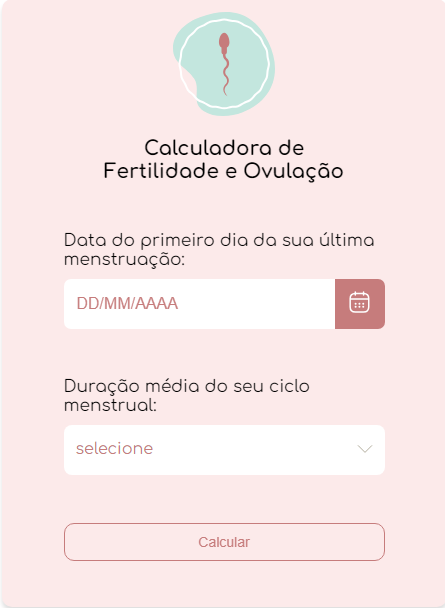 Calculadora de
Fertilidade e Ovulação
Data do primeiro dia da sua última
menstruação:
DD/MM/AAAA
Duração média do seu ciclo
menstrual:
selecione
Calcular